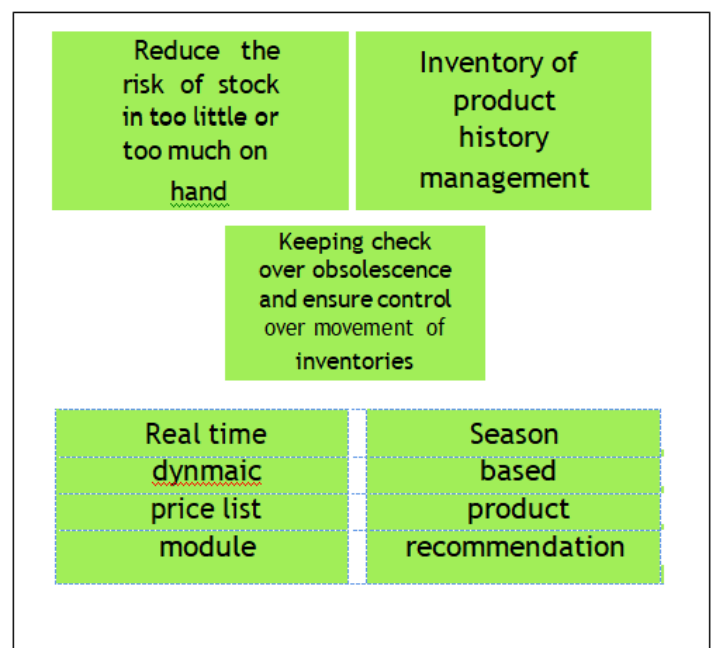 Reduce the
risk of stock
in too little or
too much on
hand
Inventory of
product
history
management
Keeping check
over obsolescence
and ensure control
over movement of
inventories
Real time
dynmaic
price list
module
Season
based
product
recommendation